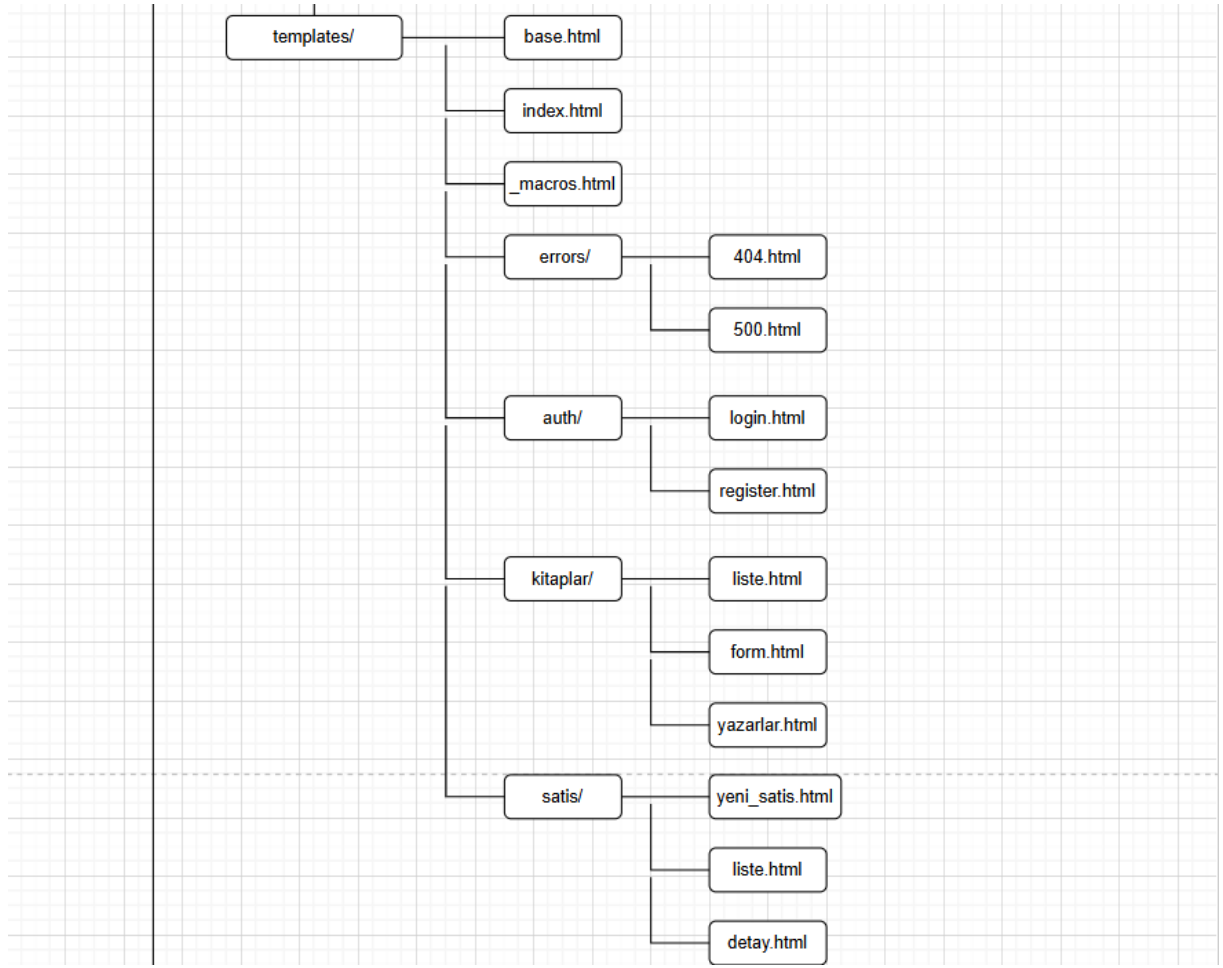 templates/
base.html
index.html
_macros.html
errors/
404.html
500.html
auth/
login.html
register.html
kitaplar/
liste.html
form.html
yazarlar.html
satis/
yeni_satis.html
liste.html
detay.html